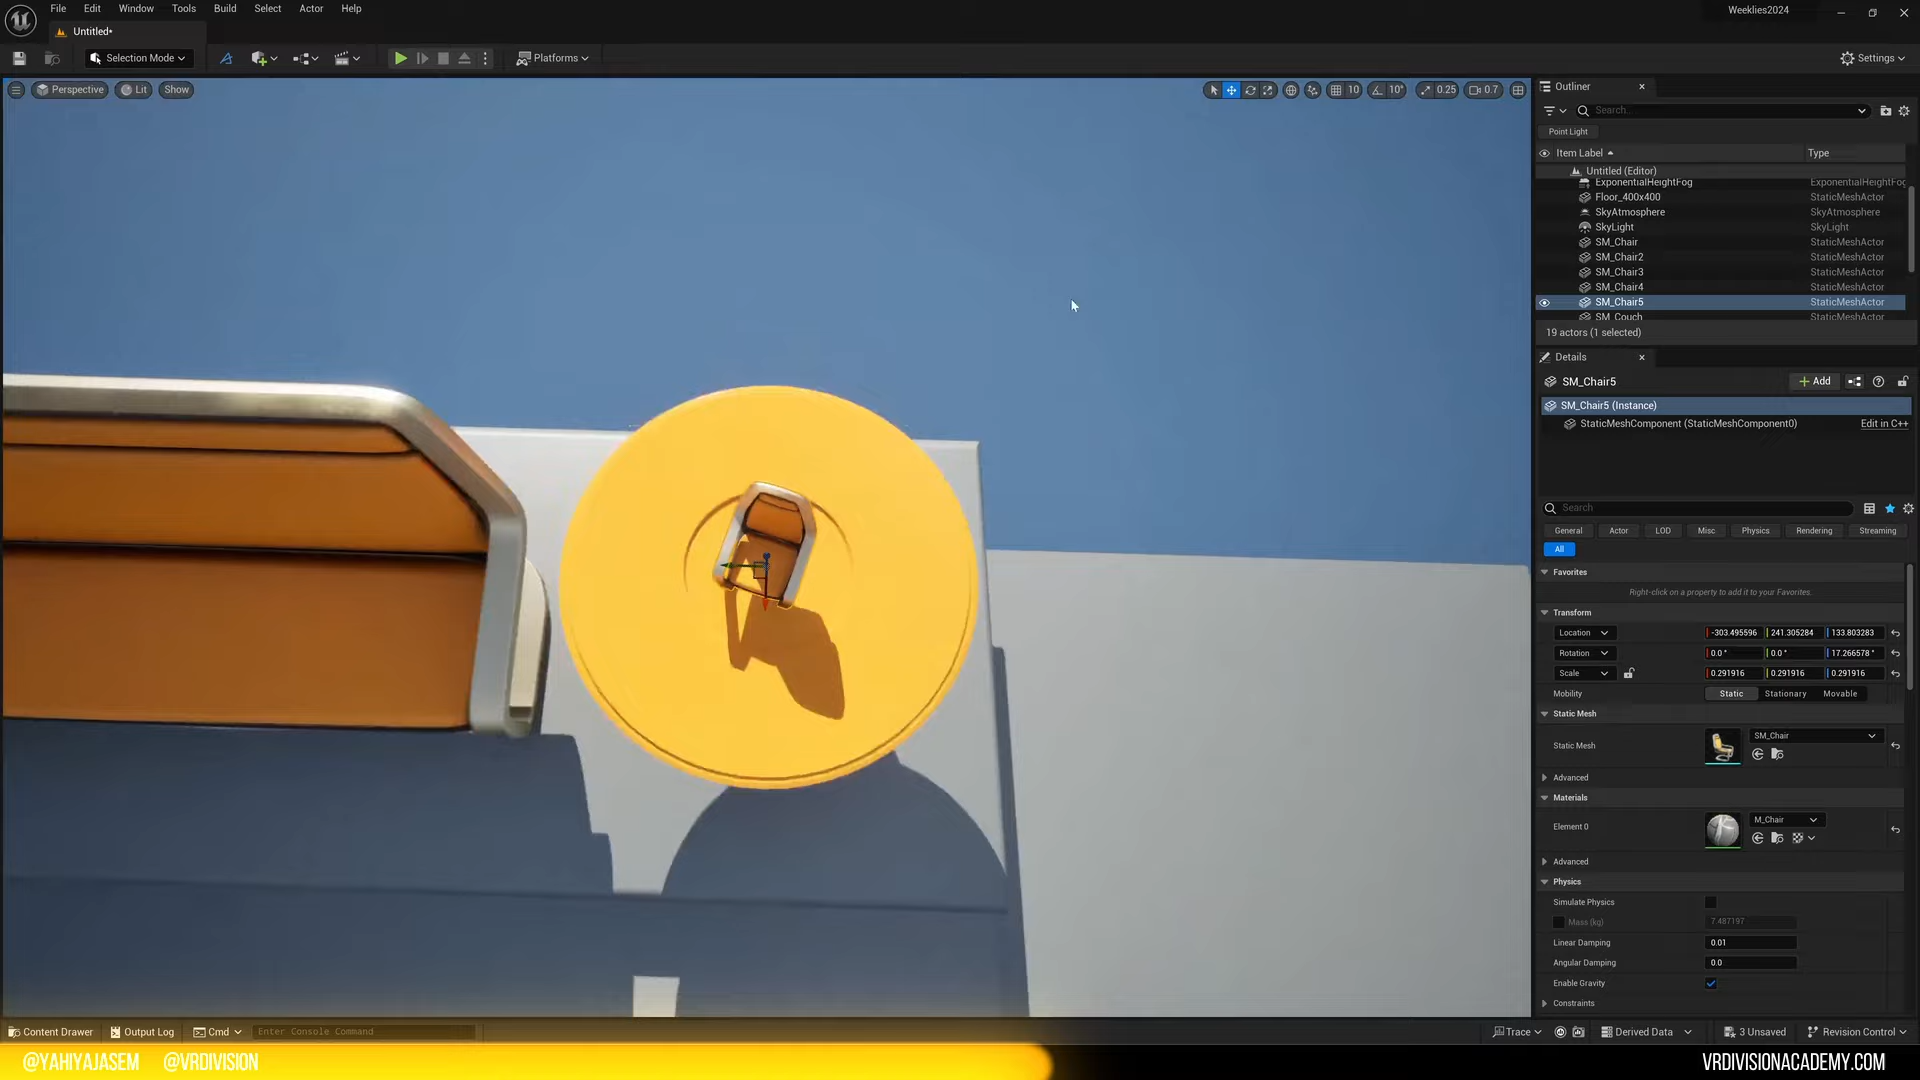 File Edit Window Tools Build Select Actor Help
Weeklies2024
Untitled*
Selection Mode
Platforms
Settings
Perspective Lit Show
10 10° 0.25 0.7
Outliner
Search...
Point Light
Item Label Type
Untitled (Editor)
ExponentialHeightFog ExponentialHeightFog
Floor_400x400 StaticMeshActor
SkyAtmosphere SkyAtmosphere
SkyLight SkyLight
SM_Chair StaticMeshActor
SM_Chair2 StaticMeshActor
SM_Chair3 StaticMeshActor
SM_Chair4 StaticMeshActor
SM_Chair5 StaticMeshActor
SM_Couch StaticMeshActor
19 actors (1 selected)
Details
SM_Chair5
Add
SM_Chair5 (Instance)
StaticMeshComponent (StaticMeshComponent0) Edit in C++
Search
General Actor LOD Misc Physics Rendering Streaming
All
Favorites
Right-click on a property to add it to your Favorites.
Transform
Location -303.495596 241.305284 133.803283
Rotation 0.0° 0.0° 17.266578°
Scale 0.291916 0.291916 0.291916
Mobility Static Stationary Movable
Static Mesh
Static Mesh SM_Chair
Advanced
Materials
Element 0 M_Chair
Advanced
Physics
Simulate Physics
Mass (kg) 7.487197
Linear Damping 0.01
Angular Damping 0.0
Enable Gravity
Constraints
Content Drawer Output Log Cmd Enter Console Command
Trace Derived Data 3 Unsaved Revision Control
@YAHIYAJASEM @VRDIVISION
VRDIVISIONACADEMY.COM